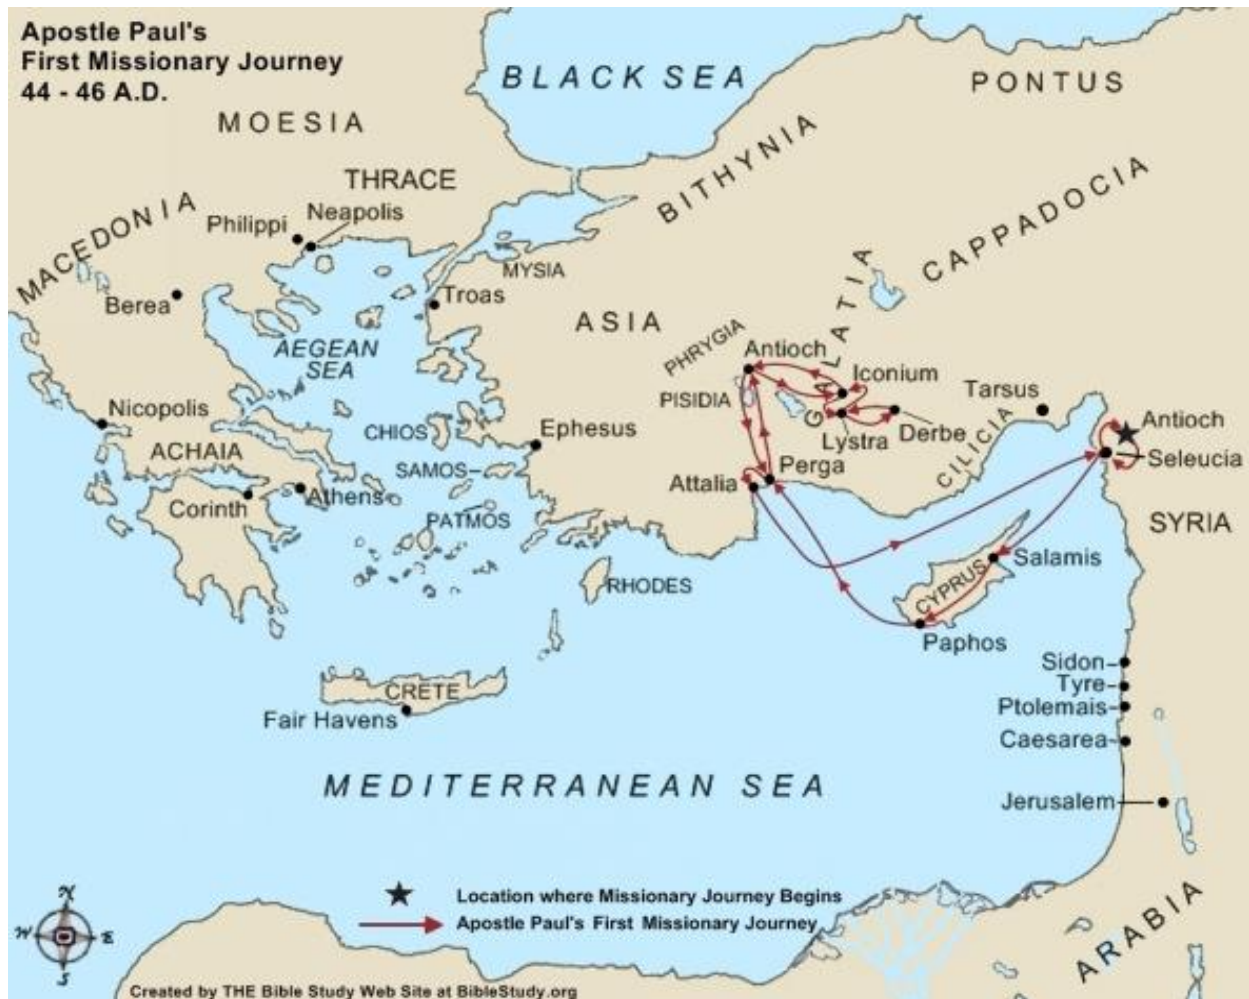 Apostle Paul's
First Missionary Journey
44 - 46 A.D.
BLACK SEA
PONTUS
MOESIA
BITHYNIA
THRACE
CAPPADOCIA
MACEDONIA
Neapolis
Philippi
MYSIA
Berea
Troas
ASIA
GALATIA
AEGEAN
SEA
PHRYGIA
Antioch
Iconium
PISIDIA
Tarsus
Nicopolis
CHIOS
Ephesus
Lystra
Derbe
CILICIA
Antioch
ACHAIA
Seleucia
SAMOS
Perga
Attalia
Corinth
Athens
PATMOS
SYRIA
Salamis
CYPRUS
RHODES
Paphos
Sidon
Tyre
CRETE
Ptolemais
Fair Havens
Caesarea
MEDITERRANEAN SEA
Jerusalem
Location where Missionary Journey Begins
Apostle Paul's First Missionary Journey
ARABIA
N
W
E
S
Created by THE Bible Study Web Site at BibleStudy.org